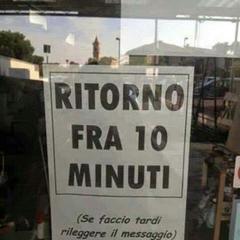 RITORNO
FRA 10
MINUTI
(Se faccio tardi
rileggere il messaggio)